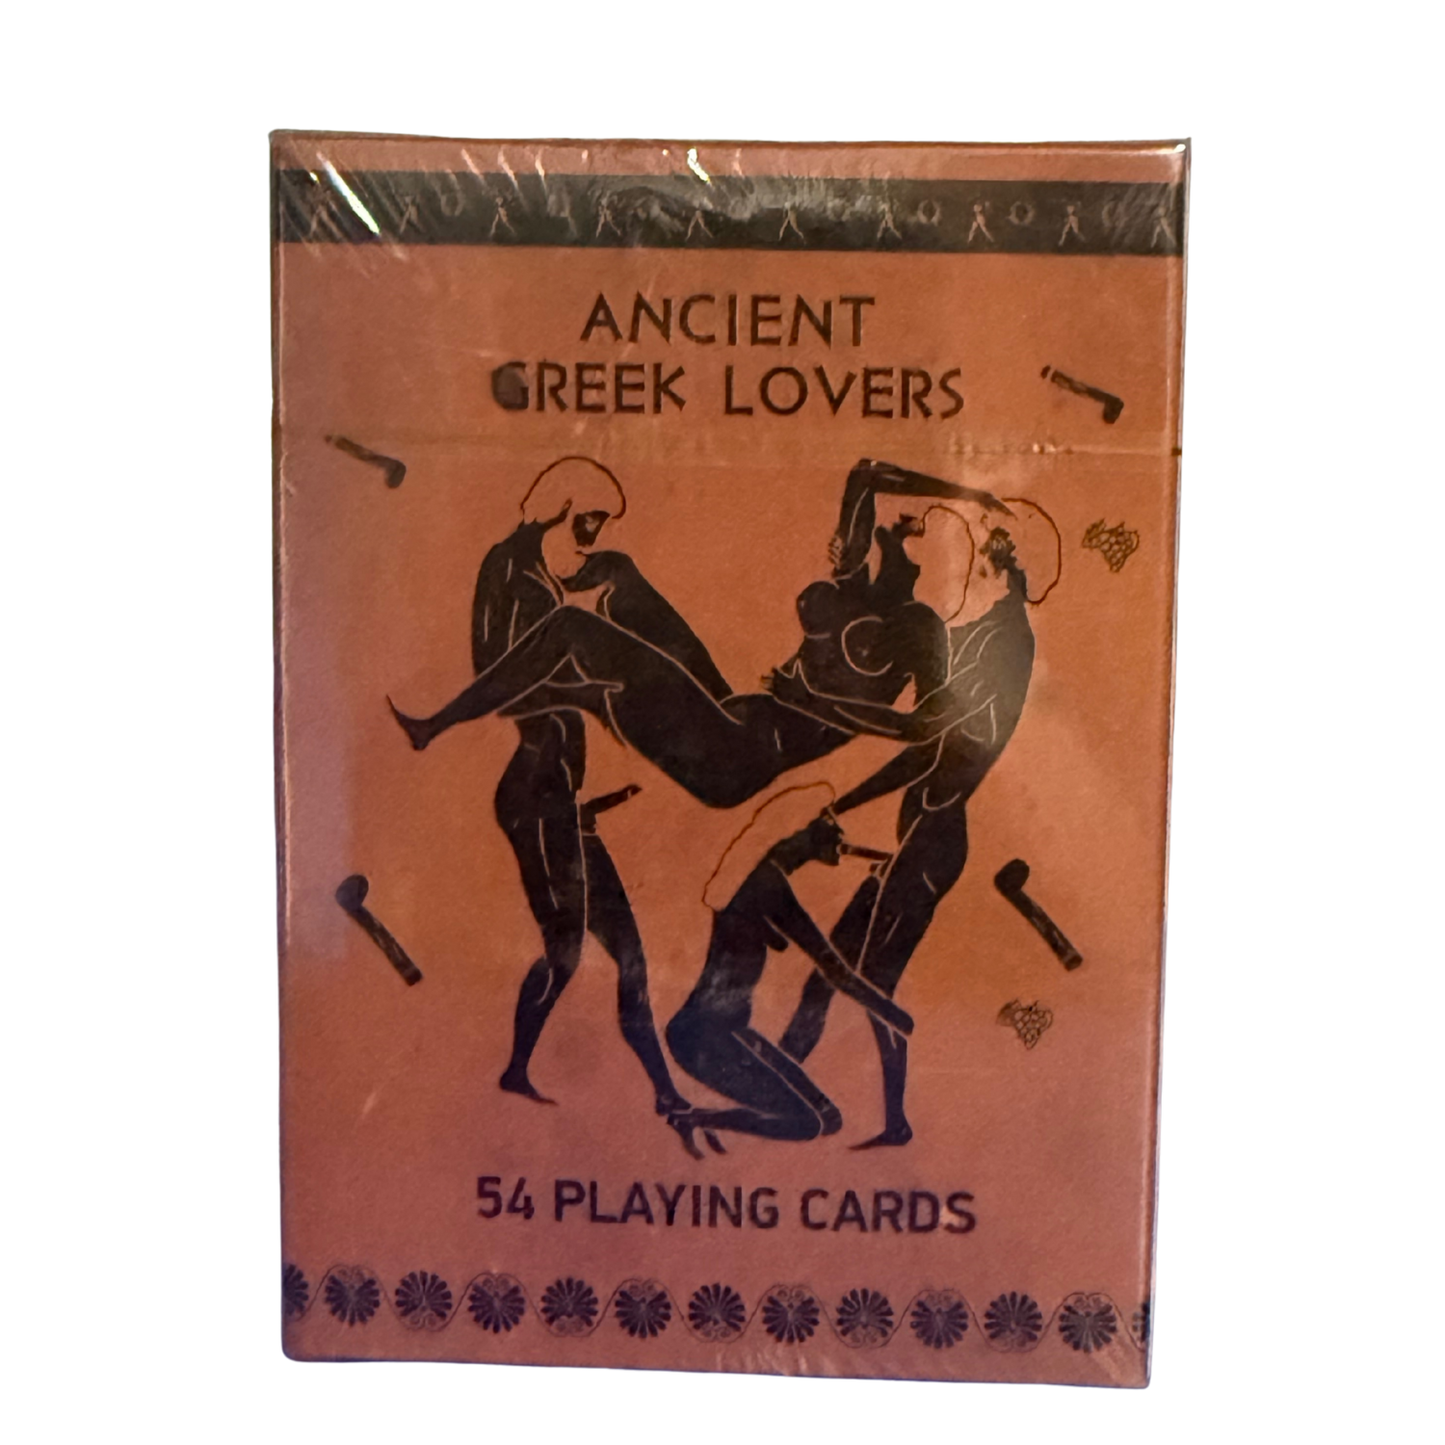 ANCIENT
GREEK LOVERS
54 PLAYING CARDS